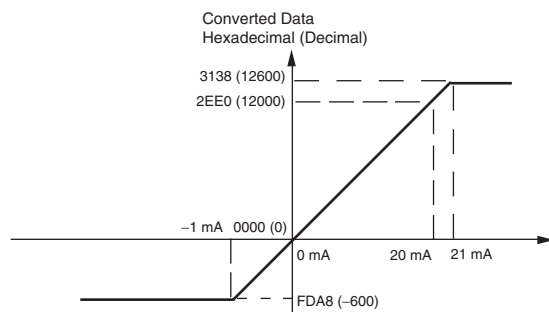 Converted Data
Hexadecimal (Decimal)
3138 (12600)
2EE0 (12000)
−1 mA 0000 (0)
0 mA 20 mA 21 mA
FDA8 (−600)